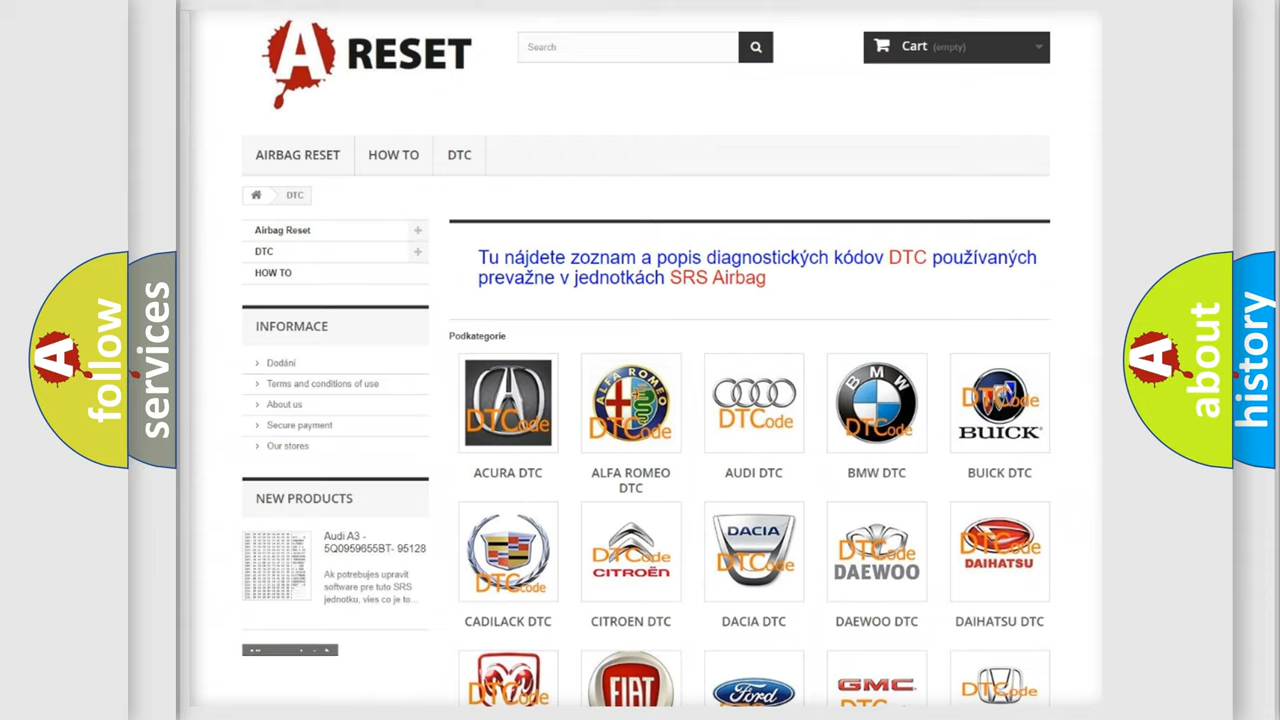 A RESET
Search
Cart (empty)
AIRBAG RESET
HOW TO
DTC
DTC
Airbag Reset
DTC
HOW TO
Tu nájdete zoznam a popis diagnostických kódov DTC používaných
prevažne v jednotkách SRS Airbag
INFORMACE
Dodání
Terms and conditions of use
About us
Secure payment
Our stores
NEW PRODUCTS
Audi A3 -
5Q0959655BT- 95128
Ak potrebujes upravit
software pre tuto SRS
jednotku, vies co je to...
Podkategorie
DTCode
ALFA ROMEO
DTCode
DTCode
BMW
DTCode
DTCode
BUICK
ACURA DTC
ALFA ROMEO
DTC
AUDI DTC
BMW DTC
BUICK DTC
DTCode
DTCode
CITROËN
DACIA
DTCode
DTCode
DAEWOO
DTCode
DAIHATSU
CADILACK DTC
CITROEN DTC
DACIA DTC
DAEWOO DTC
DAIHATSU DTC
DTCode
FIAT
Ford
GMC
DTCode
A follow
services
A about
history